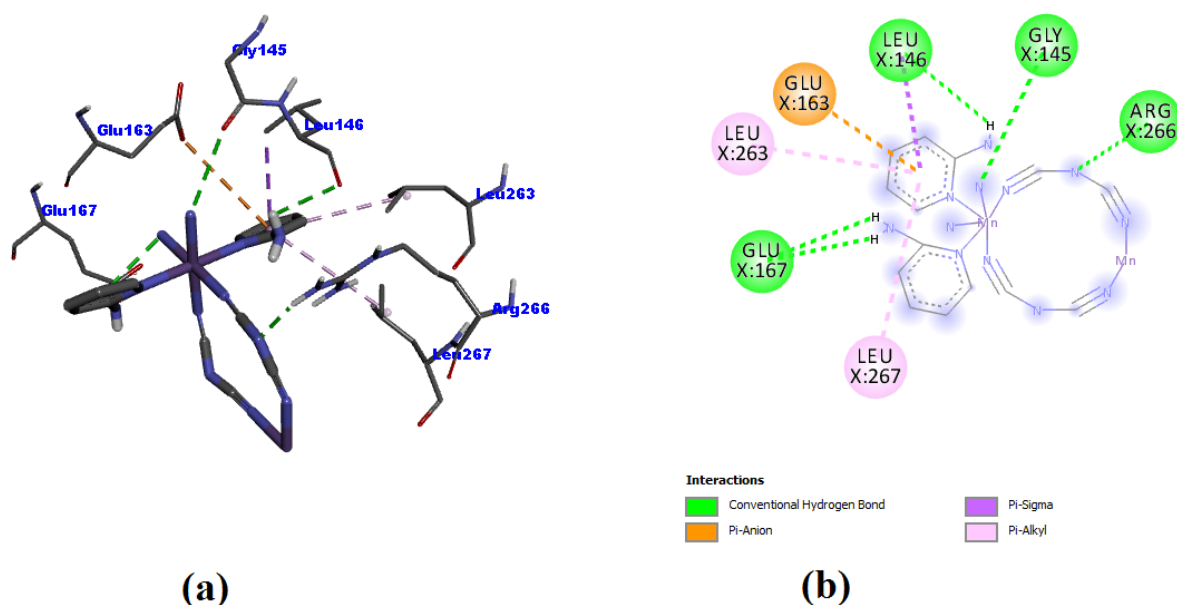 Gly145
Glu163
Leu146
Glu167
Leu263
Arg266
Leu267
(a)
LEU
X:146
GLY
X:145
GLU
X:163
ARG
X:266
LEU
X:263
GLU
X:167
LEU
X:267
H
N
N
N
N
N
N
Mn
N
N
H
N
H
N
N
Mn
N
N
N
Interactions
Conventional Hydrogen Bond
Pi-Anion
Pi-Sigma
Pi-Alkyl
(b)